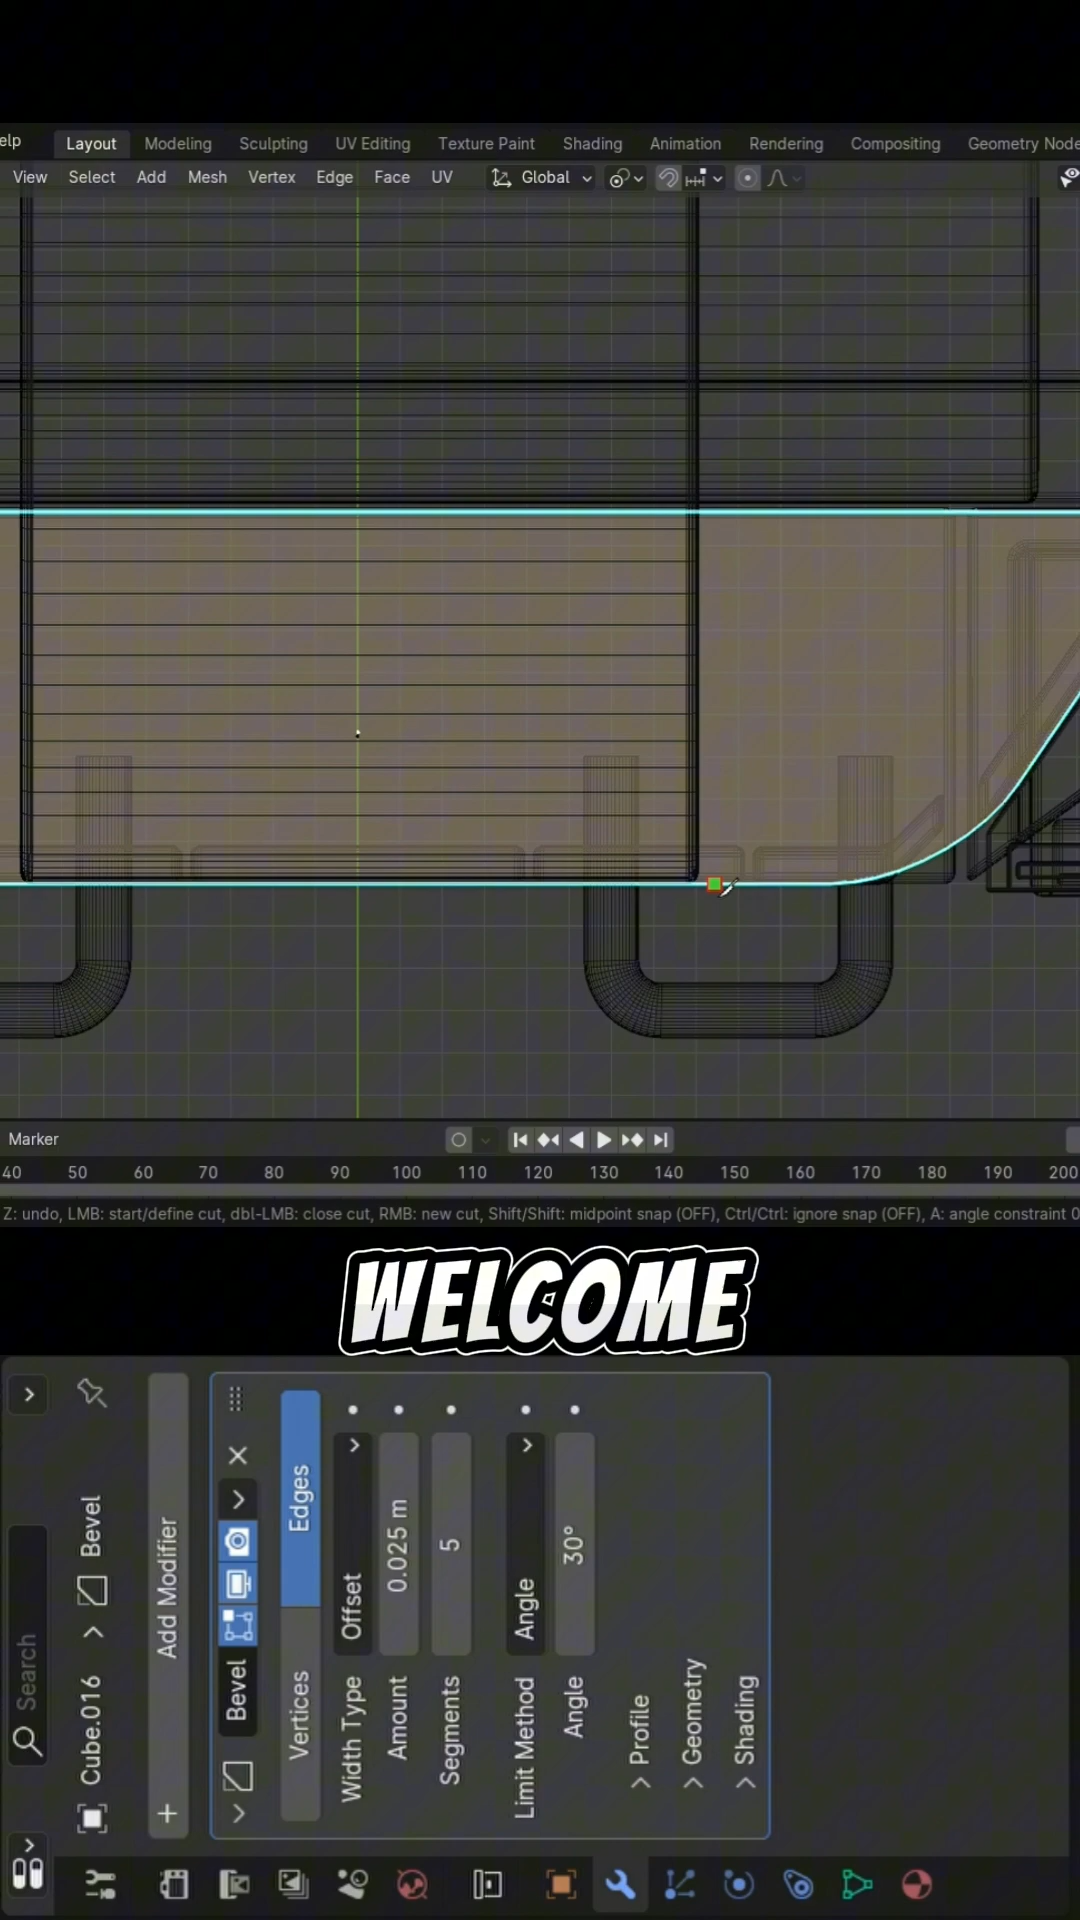 elp Layout Modeling Sculpting UV Editing Texture Paint Shading Animation Rendering Compositing Geometry Node
View Select Add Mesh Vertex Edge Face UV Global
Marker
40 50 60 70 80 90 100 110 120 130 140 150 160 170 180 190 200
Z: undo, LMB: start/define cut, dbl-LMB: close cut, RMB: new cut, Shift/Shift: midpoint snap (OFF), Ctrl/Ctrl: ignore snap (OFF), A: angle constraint 0
WELCOME
Search
Cube.016 > Bevel
+ Add Modifier
Bevel
Vertices Edges
Width Type Offset
Amount 0.025 m
Segments 5
Limit Method Angle
Angle 30°
> Profile
> Geometry
> Shading